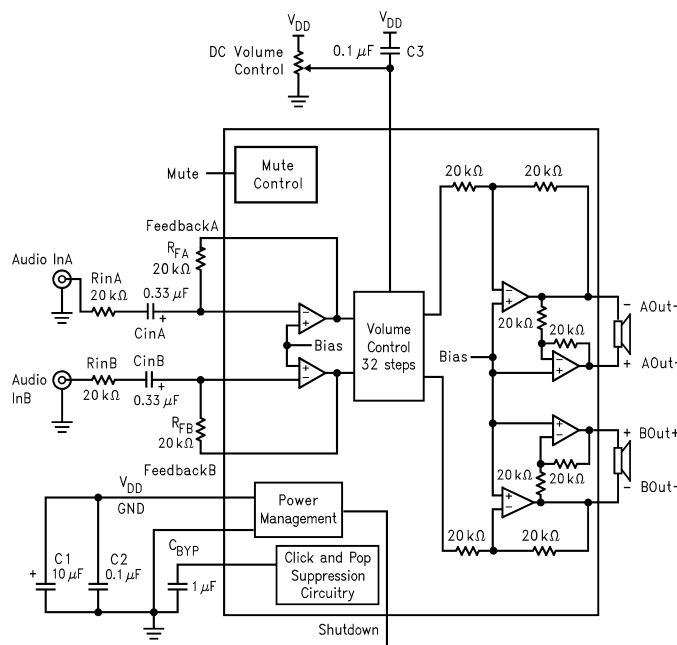 V_DD
V_DD
DC Volume
Control
0.1 μF
C3
Mute
Mute
Control
20 kΩ
20 kΩ
FeedbackA
R_FA
20 kΩ
Audio InA
RinA
20 kΩ
0.33 μF
CinA
Volume
Control
32 steps
20 kΩ
20 kΩ
− AOut-
+ AOut-
Bias
Bias
Audio
InB
RinB
20 kΩ
CinB
0.33 μF
R_FB
20 kΩ
FeedbackB
+ BOut+
− BOut-
20 kΩ
20 kΩ
V_DD
GND
Power
Management
20 kΩ
20 kΩ
C1
10 μF
C2
0.1 μF
C_BYP
1 μF
Click and Pop
Suppression
Circuitry
Shutdown